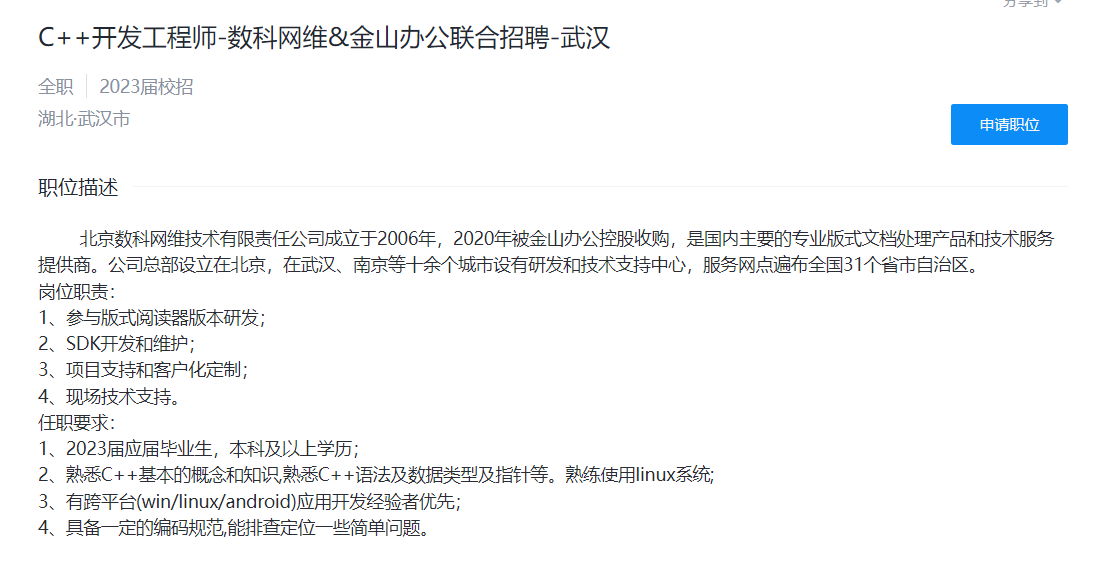 分享到
C++开发工程师-数科网维&金山办公联合招聘-武汉
全职 2023届校招
湖北·武汉市
申请职位
职位描述
北京数科网维技术有限责任公司成立于2006年，2020年被金山办公控股收购，是国内主要的专业版式文档处理产品和技术服务
提供商。公司总部设立在北京，在武汉、南京等十余个城市设有研发和技术支持中心，服务网点遍布全国31个省市自治区。
岗位职责：
1、参与版式阅读器版本研发；
2、SDK开发和维护；
3、项目支持和客户化定制；
4、现场技术支持。
任职要求：
1、2023届应届毕业生，本科及以上学历；
2、熟悉C++基本的概念和知识,熟悉C++语法及数据类型及指针等。熟练使用linux系统;
3、有跨平台(win/linux/android)应用开发经验者优先；
4、具备一定的编码规范,能排查定位一些简单问题。